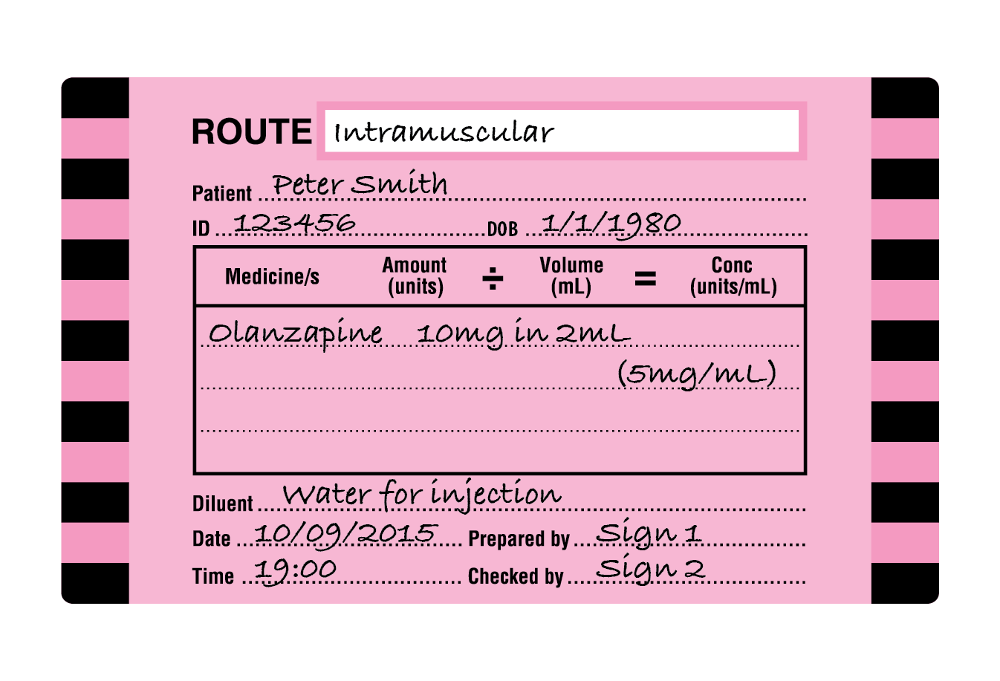 ROUTE Intramuscular
Patient Peter Smith
ID 123456 DOB 1/1/1980
Medicine/s Amount (units) ÷ Volume (mL) = Conc (units/mL)
Olanzapine 10mg in 2mL
(5mg/mL)
Diluent Water for injection
Date 10/09/2015 Prepared by Sign 1
Time 19:00 Checked by Sign 2